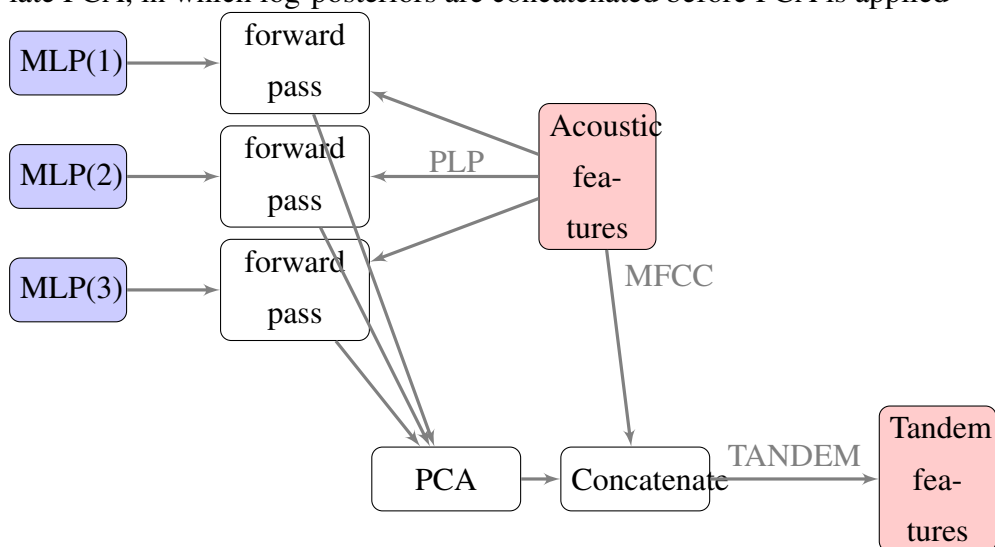 late PCA, in which log-posteriors are concatenated before PCA is applied
MLP(1)
forward
pass
MLP(2)
forward
pass
PLP
Acoustic
fea-
tures
MLP(3)
forward
pass
MFCC
PCA
Concatenate
TANDEM
Tandem
fea-
tures